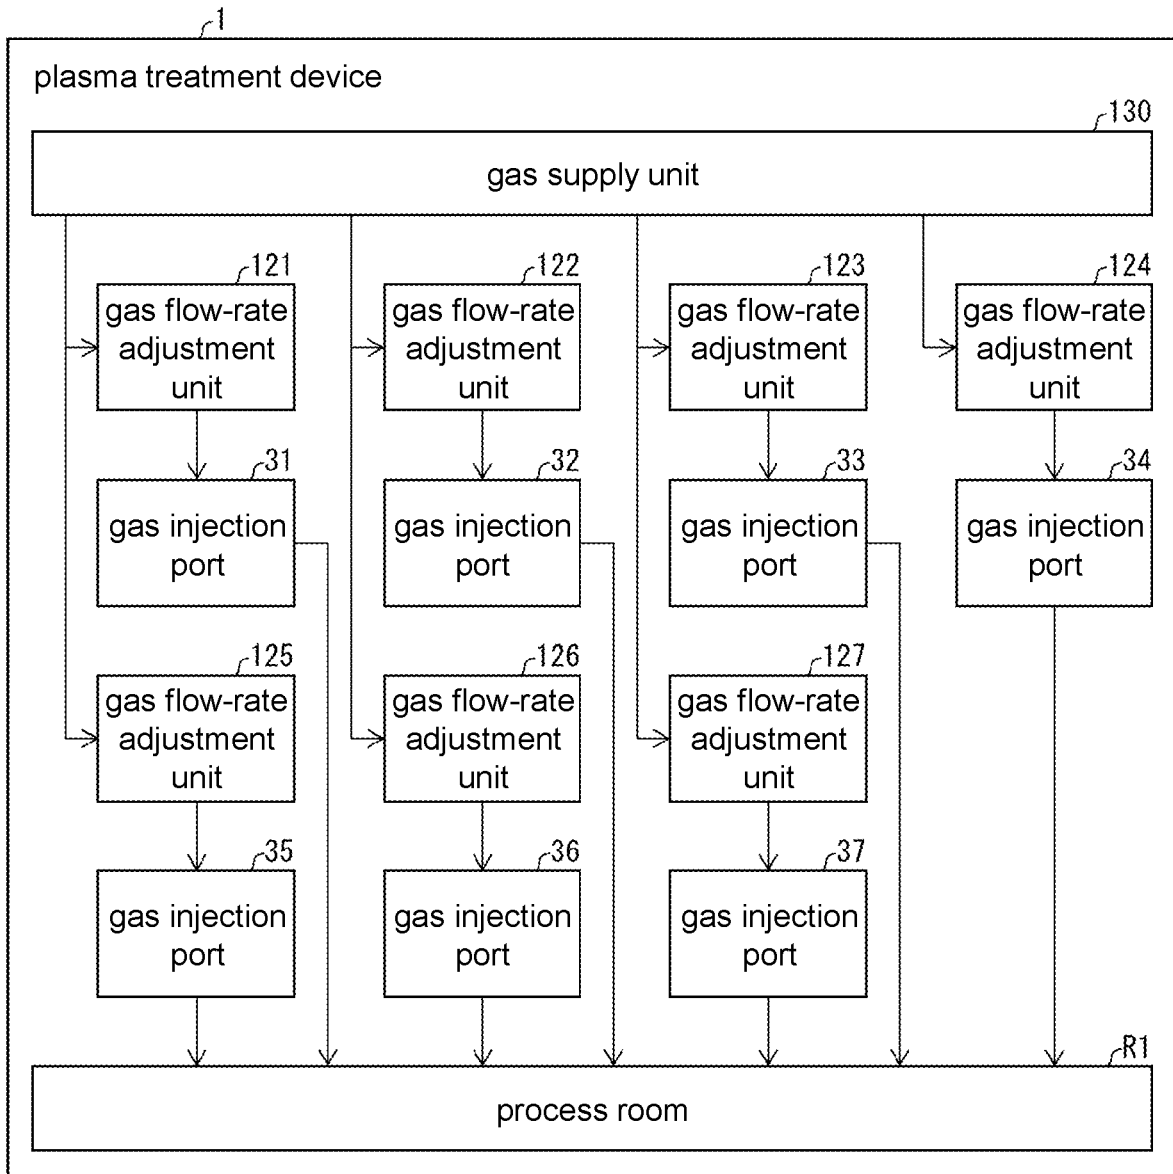 1
plasma treatment device
130
gas supply unit
121
122
123
124
gas flow-rate
adjustment
unit
gas flow-rate
adjustment
unit
gas flow-rate
adjustment
unit
gas flow-rate
adjustment
unit
31
32
33
34
gas injection
port
gas injection
port
gas injection
port
gas injection
port
125
126
127
gas flow-rate
adjustment
unit
gas flow-rate
adjustment
unit
gas flow-rate
adjustment
unit
35
36
37
gas injection
port
gas injection
port
gas injection
port
R1
process room